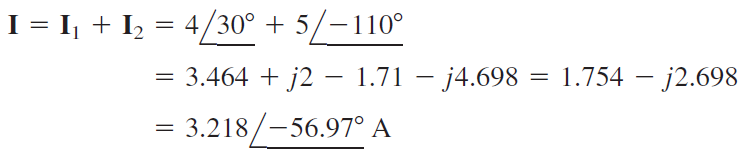 I = I₁ + I₂ = 4∠30° + 5∠−110°
= 3.464 + j2 − 1.71 − j4.698 = 1.754 − j2.698
= 3.218∠−56.97° A